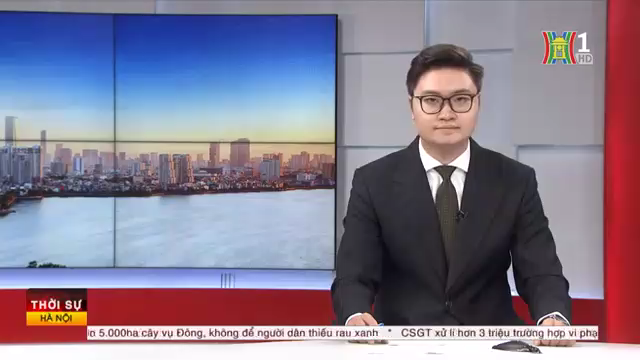 1
HD
THỜI SỰ
HÀ NỘI
5.000ha cây vụ Đông, không để người dân thiếu rau xanh * CSGT xử lí hơn 3 triệu trường hợp vi